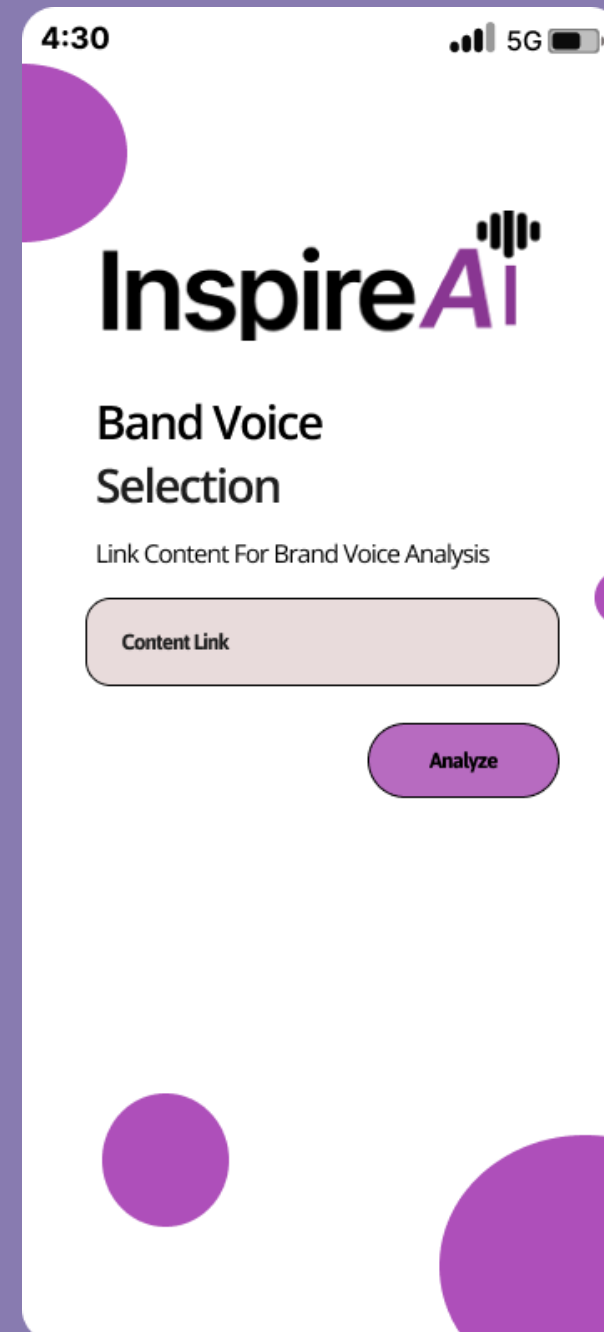 4:30 5G
InspireAi
Band Voice
Selection
Link Content For Brand Voice Analysis
Content Link
Analyze